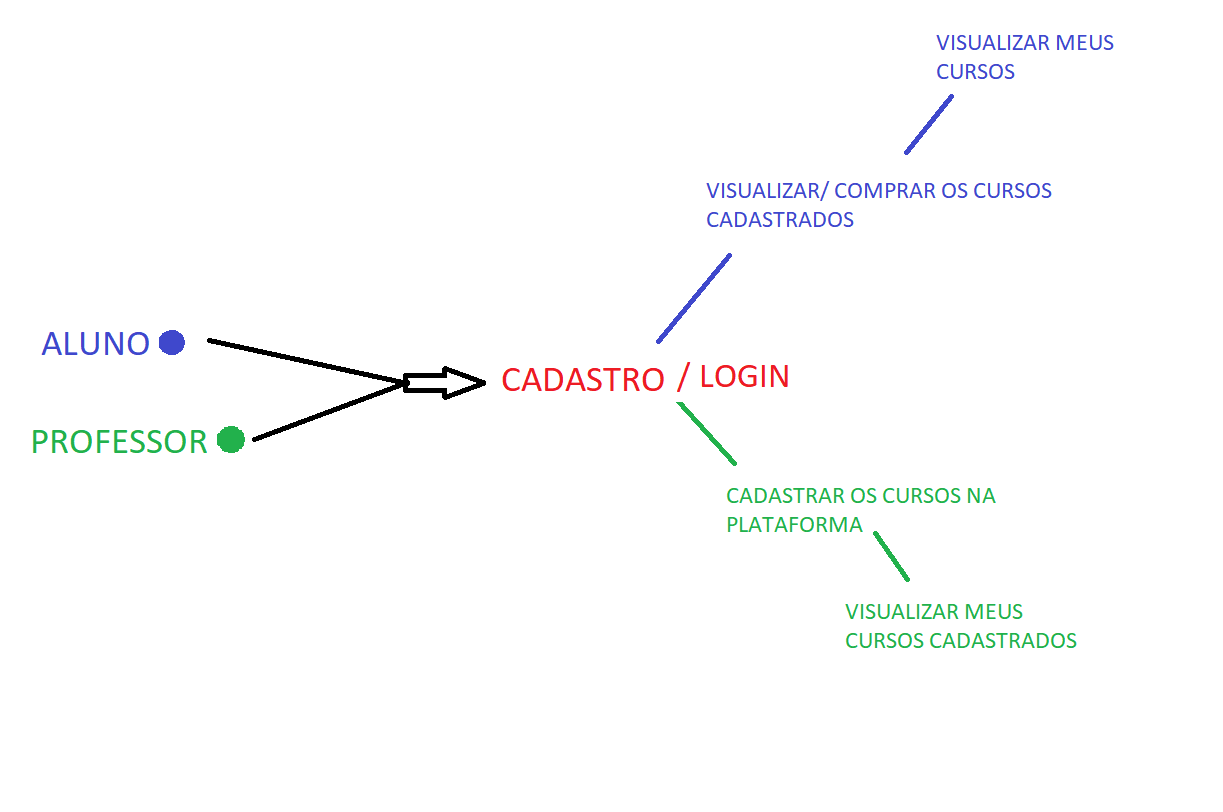 VISUALIZAR MEUS
CURSOS
VISUALIZAR/ COMPRAR OS CURSOS
CADASTRADOS
ALUNO
PROFESSOR
CADASTRO / LOGIN
CADASTRAR OS CURSOS NA
PLATAFORMA
VISUALIZAR MEUS
CURSOS CADASTRADOS